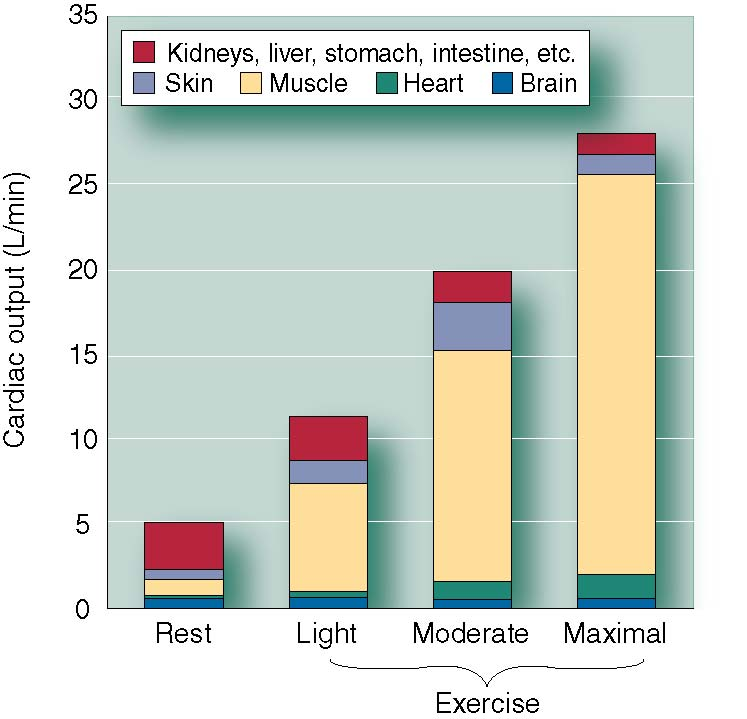 35
30
25
20
15
10
5
0
Cardiac output (L/min)
Kidneys, liver, stomach, intestine, etc.
Skin Muscle Heart Brain
Rest Light Moderate Maximal
Exercise